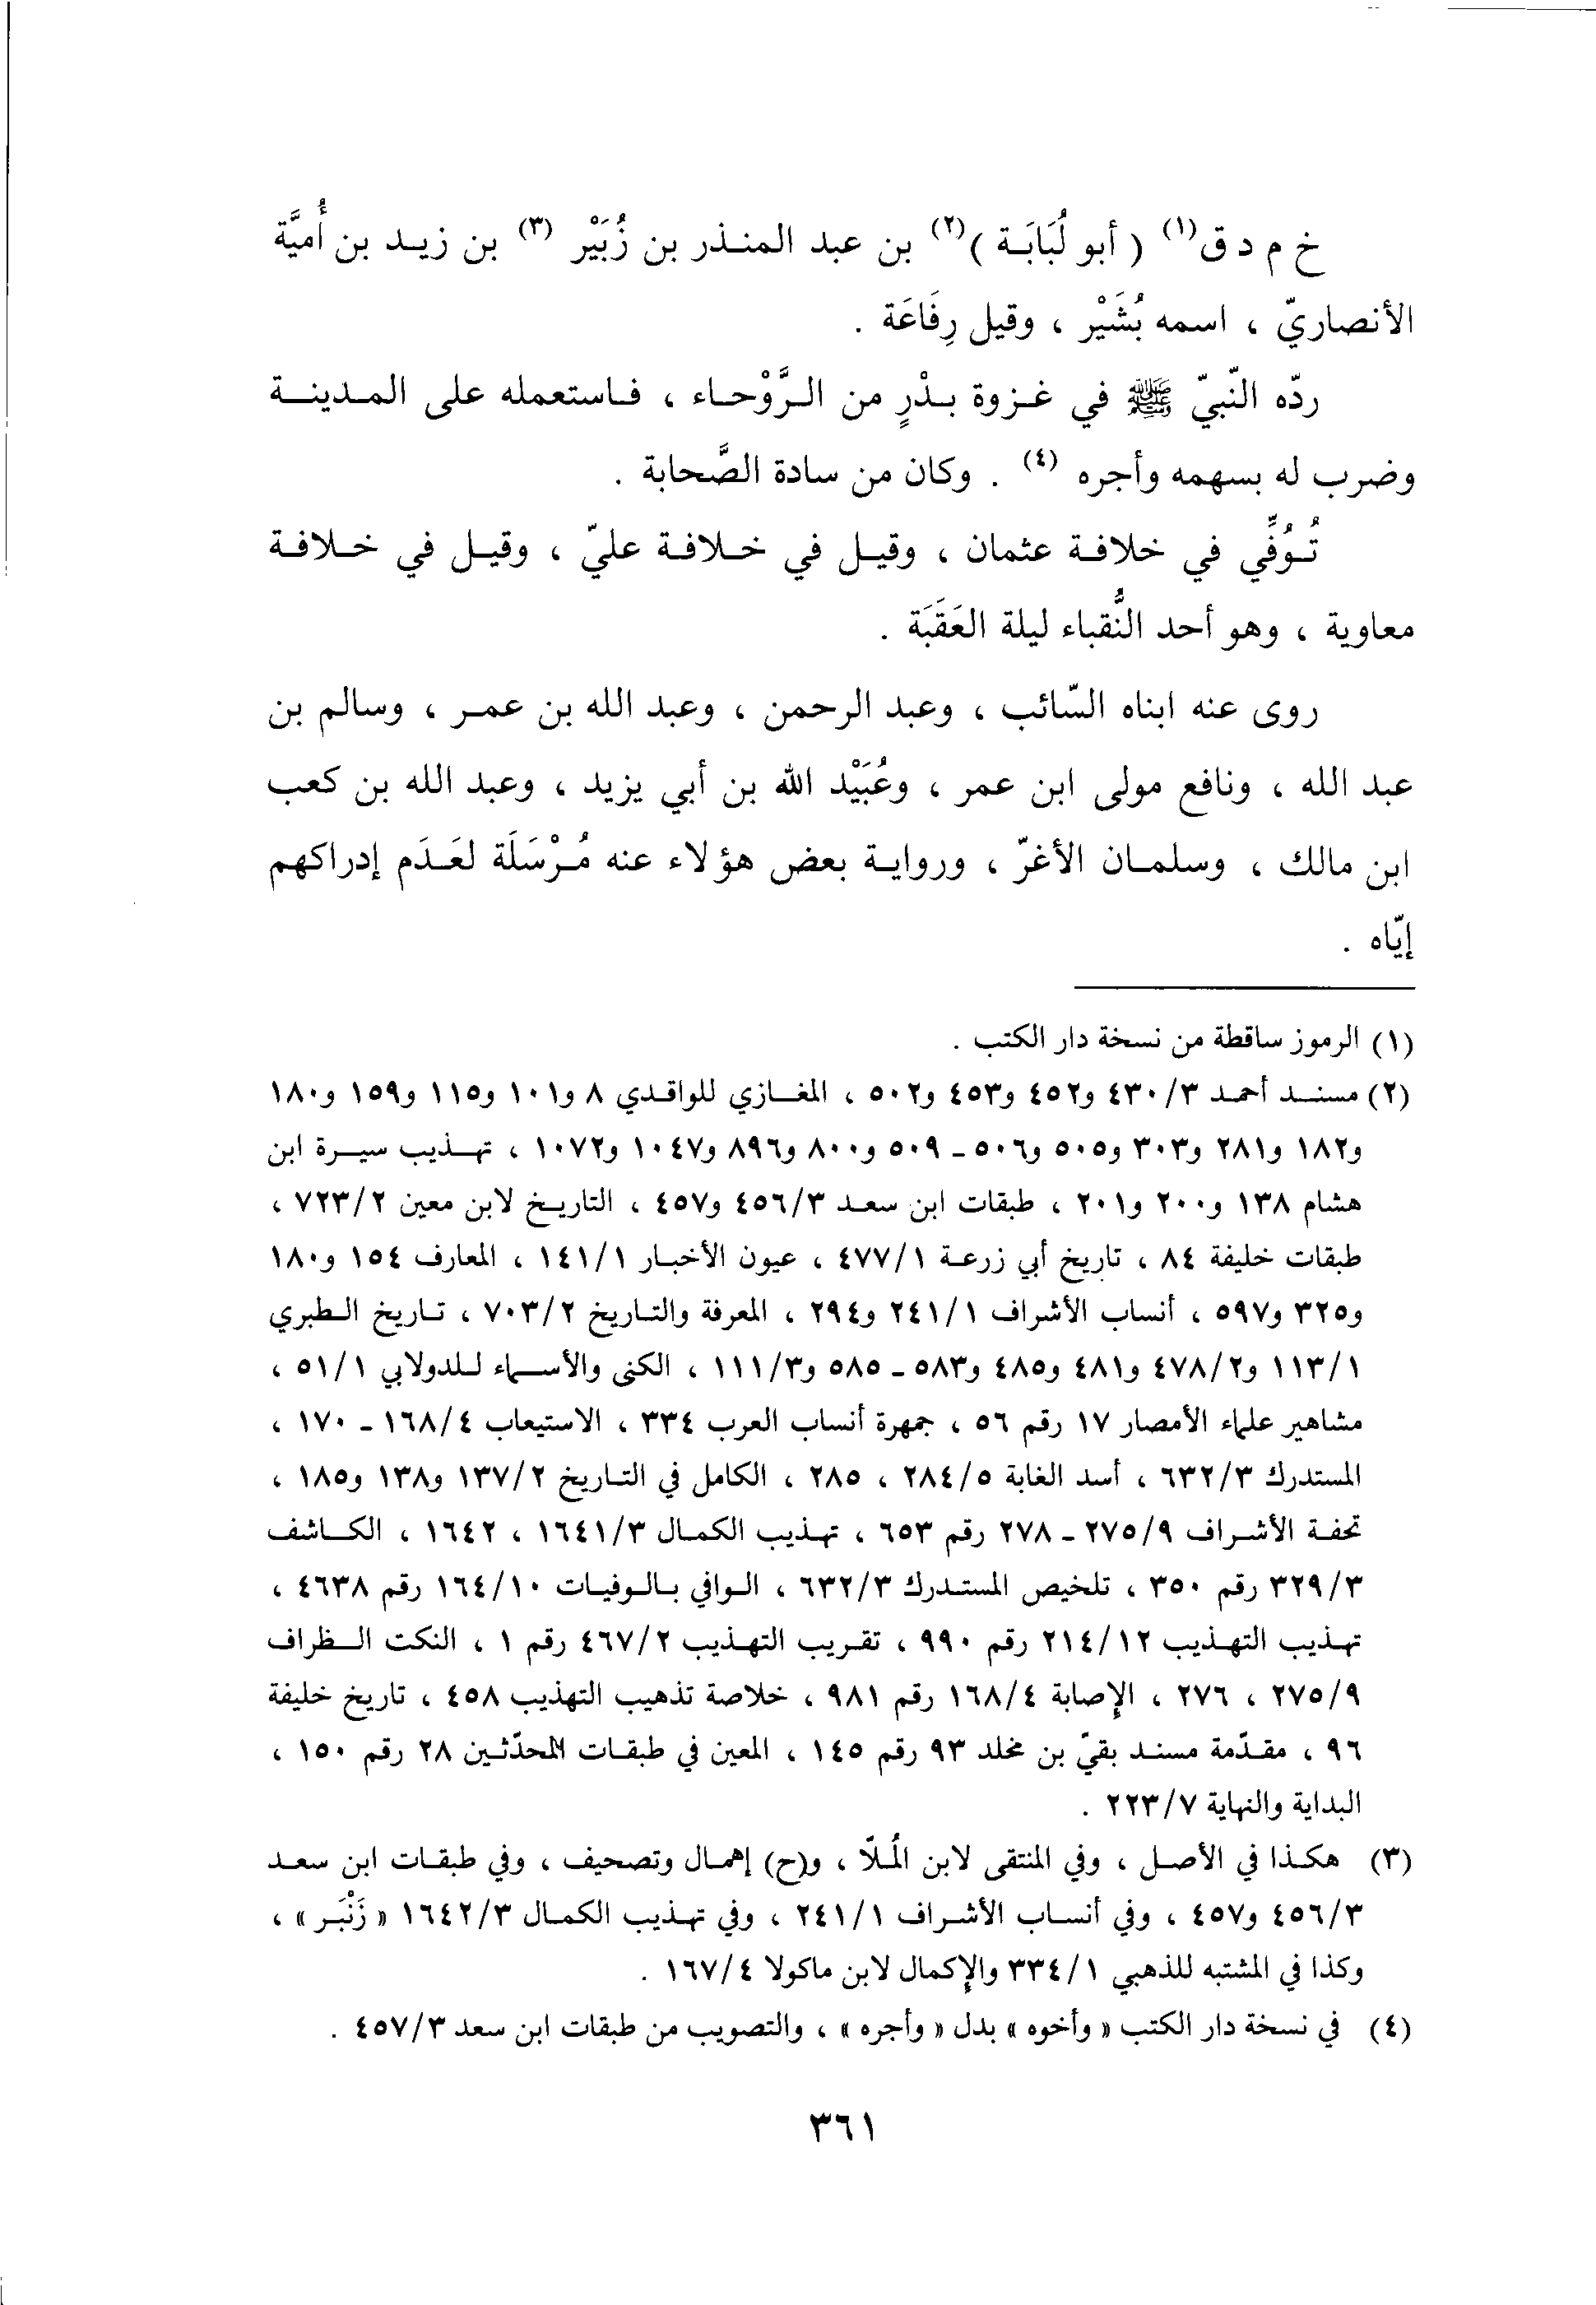 خ م د ق(١) ( أبو لُبَابَة )(٢) بن عبد المنذر بن زُبَيْر (٣) بن زيد بن أُميَّة
الأنصاريّ ، اسمه بُشَيْر ، وقيل رِفَاعَة .
ردّه النّبيّ ﷺ في غزوة بدْرٍ من الرَّوْحاء ، فاستعمله على المدينة
وضرب له بسهمه وأجره (٤) . وكان من سادة الصَّحابة .
تُوُفِّي في خلافة عثمان ، وقيل في خلافة عليّ ، وقيل في خلافة
معاوية ، وهو أحد النُّقباء ليلة العَقَبَة .
روى عنه ابناه السّائب ، وعبد الرحمن ، وعبد الله بن عمر ، وسالم بن
عبد الله ، ونافع مولى ابن عمر ، وعُبَيْد الله بن أبي يزيد ، وعبد الله بن كعب
ابن مالك ، وسلمان الأغرّ ، ورواية بعض هؤلاء عنه مُرْسَلَة لعَدَم إدراكهم
إيّاه .
(١) الرموز ساقطة من نسخة دار الكتب .
(٢) مسند أحمد ٤٣٠/٣ و٤٥٢ و٤٥٣ و٥٠٢ ، المغازي للواقدي ٨ و١٠١ و١١٥ و١٥٩ و١٨٠
و١٨٢ و٢٨١ و٣٠٣ و٥٠٥ و٥٠٦ - ٥٠٩ و٨٠٠ و٨٩٦ و١٠٤٧ و١٠٧٢ ، تهذيب سيرة ابن
هشام ١٣٨ و٢٠٠ و٢٠١ ، طبقات ابن سعد ٤٥٦/٣ و٤٥٧ ، التاريخ لابن معين ٧٢٣/٢ ،
طبقات خليفة ٨٤ ، تاريخ أبي زرعة ٤٧٧/١ ، عيون الأخبار ١٤١/١ ، المعارف ١٥٤ و١٨٠
و٣٢٥ و٥٩٧ ، أنساب الأشراف ٢٤١/١ و٢٩٤ ، المعرفة والتاريخ ٧٠٣/٢ ، تاريخ الطبري
١١٣/١ و٤٧٨/٢ و٤٨١ و٤٨٥ و٥٨٣ - ٥٨٥ و١١١/٣ ، الكنى والأسماء للدولابي ٥١/١ ،
مشاهير علماء الأمصار ١٧ رقم ٥٦ ، جمهرة أنساب العرب ٣٣٤ ، الاستيعاب ١٦٨/٤ - ١٧٠ ،
المستدرك ٦٣٢/٣ ، أسد الغابة ٢٨٤/٥ ، ٢٨٥ ، الكامل في التاريخ ١٣٧/٢ و١٣٨ و١٨٥ ،
تحفة الأشراف ٢٧٥/٩ - ٢٧٨ رقم ٦٥٣ ، تهذيب الكمال ١٦٤١/٣ ، ١٦٤٢ ، الكاشف
٣٢٩/٣ رقم ٣٥٠ ، تلخيص المستدرك ٦٣٢/٣ ، الوافي بالوفيات ١٦٤/١٠ رقم ٤٦٣٨ ،
تهذيب التهذيب ٢١٤/١٢ رقم ٩٩٠ ، تقريب التهذيب ٤٦٧/٢ رقم ١ ، النكت الظراف
٢٧٥/٩ ، ٢٧٦ ، الإصابة ١٦٨/٤ رقم ٩٨١ ، خلاصة تذهيب التهذيب ٤٥٨ ، تاريخ خليفة
٩٦ ، مقدّمة مسند بقيّ بن مخلد ٩٣ رقم ١٤٥ ، المعين في طبقات المحدّثين ٢٨ رقم ١٥٠ ،
البداية والنهاية ٢٢٣/٧ .
(٣) هكذا في الأصل ، وفي المنتقى لابن المُلاّ ، و(ح) إهمال وتصحيف ، وفي طبقات ابن سعد
٤٥٦/٣ و٤٥٧ ، وفي أنساب الأشراف ٢٤١/١ ، وفي تهذيب الكمال ١٦٤٢/٣ « زَنْبَر » ،
وكذا في المشتبه للذهبي ٣٣٤/١ والإكمال لابن ماكولا ١٦٧/٤ .
(٤) في نسخة دار الكتب « وأخوه » بدل « وأجره » ، والتصويب من طبقات ابن سعد ٤٥٧/٣ .
٣٦١